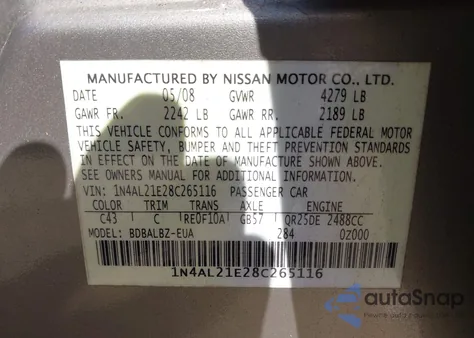 MANUFACTURED BY NISSAN MOTOR CO., LTD.
DATE 05/08 GVWR 4279 LB
GAWR FR. 2242 LB GAWR RR. 2189 LB
THIS VEHICLE CONFORMS TO ALL APPLICABLE FEDERAL MOTOR
VEHICLE SAFETY, BUMPER AND THEFT PREVENTION STANDARDS
IN EFFECT ON THE DATE OF MANUFACTURE SHOWN ABOVE.
SEE OWNERS MANUAL FOR ADDITIONAL INFORMATION.
VIN: 1N4AL21E28C265116 PASSENGER CAR
COLOR TRIM TRANS AXLE ENGINE
C43 C RE0F10A GB57 QR25DE 2488CC
MODEL: BDBALBZ-EUA 284 0Z000
1N4AL21E28C265116
autoSnap